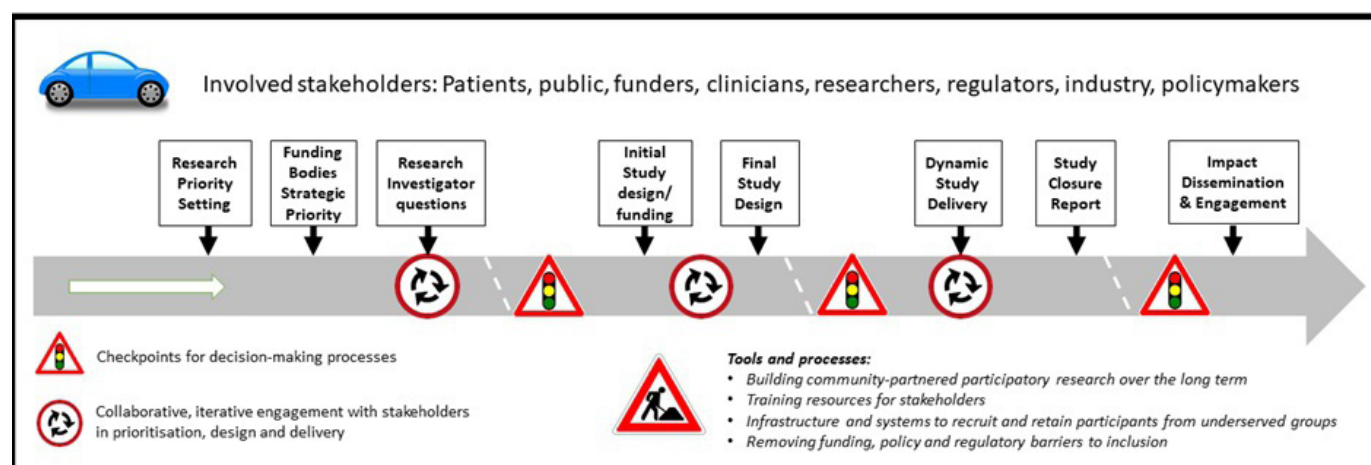 Involved stakeholders: Patients, public, funders, clinicians, researchers, regulators, industry, policymakers
Research
Priority
Setting
Funding
Bodies
Strategic
Priority
Research
Investigator
questions
Initial
Study
design/
funding
Final
Study
Design
Dynamic
Study
Delivery
Study
Closure
Report
Impact
Dissemination
& Engagement
Checkpoints for decision-making processes
Collaborative, iterative engagement with stakeholders
in prioritisation, design and delivery
Tools and processes:
• Building community-partnered participatory research over the long term
• Training resources for stakeholders
• Infrastructure and systems to recruit and retain participants from underserved groups
• Removing funding, policy and regulatory barriers to inclusion